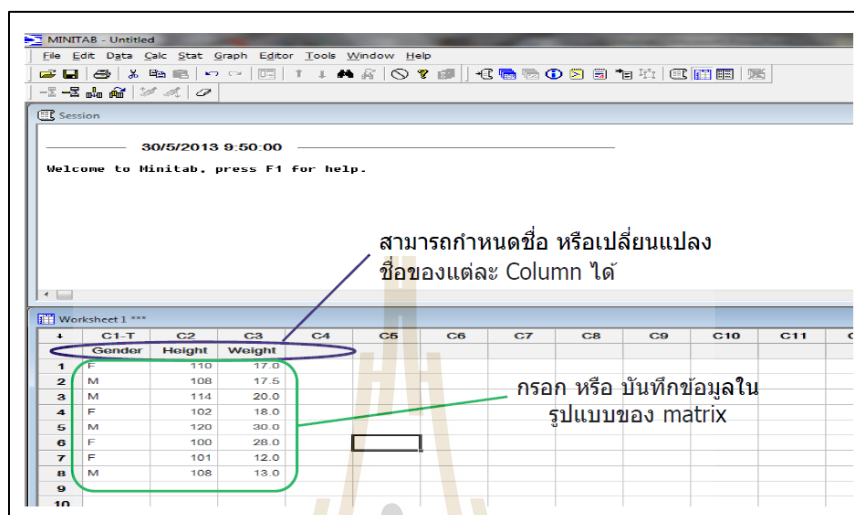 MINITAB - Untitled
File Edit Data Calc Stat Graph Editor Tools Window Help
Session
30/5/2013 9:50:00
Welcome to Minitab, press F1 for help.
สามารถกำหนดชื่อ หรือเปลี่ยนแปลง
ชื่อของแต่ละ Column ได้
Worksheet 1 ***
C1-T C2 C3 C4 C5 C6 C7 C8 C9 C10 C11
Gender Height Weight
1 F 110 17.0
2 M 108 17.5
3 M 114 20.0
4 F 102 18.0
5 M 120 30.0
6 F 100 28.0
7 F 101 12.0
8 M 108 13.0
9
10
กรอก หรือ บันทึกข้อมูลใน
รูปแบบของ matrix